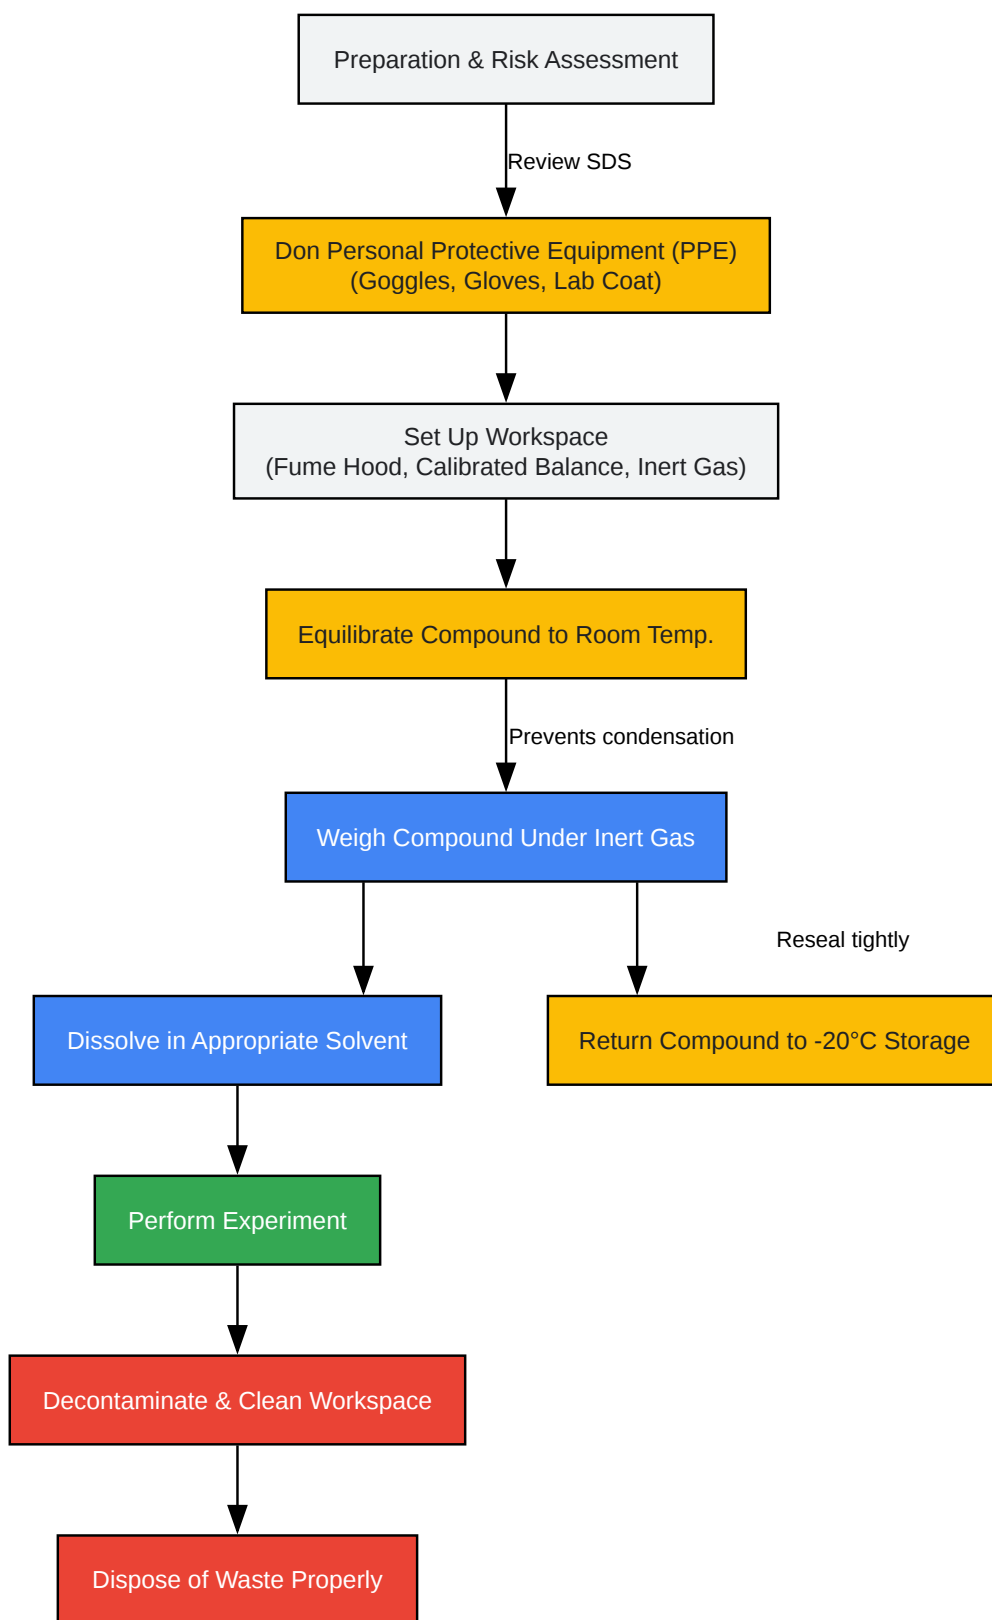 Preparation & Risk Assessment
Review SDS
Don Personal Protective Equipment (PPE)
(Goggles, Gloves, Lab Coat)
Set Up Workspace
(Fume Hood, Calibrated Balance, Inert Gas)
Equilibrate Compound to Room Temp.
Prevents condensation
Weigh Compound Under Inert Gas
Reseal tightly
Dissolve in Appropriate Solvent
Return Compound to -20°C Storage
Perform Experiment
Decontaminate & Clean Workspace
Dispose of Waste Properly